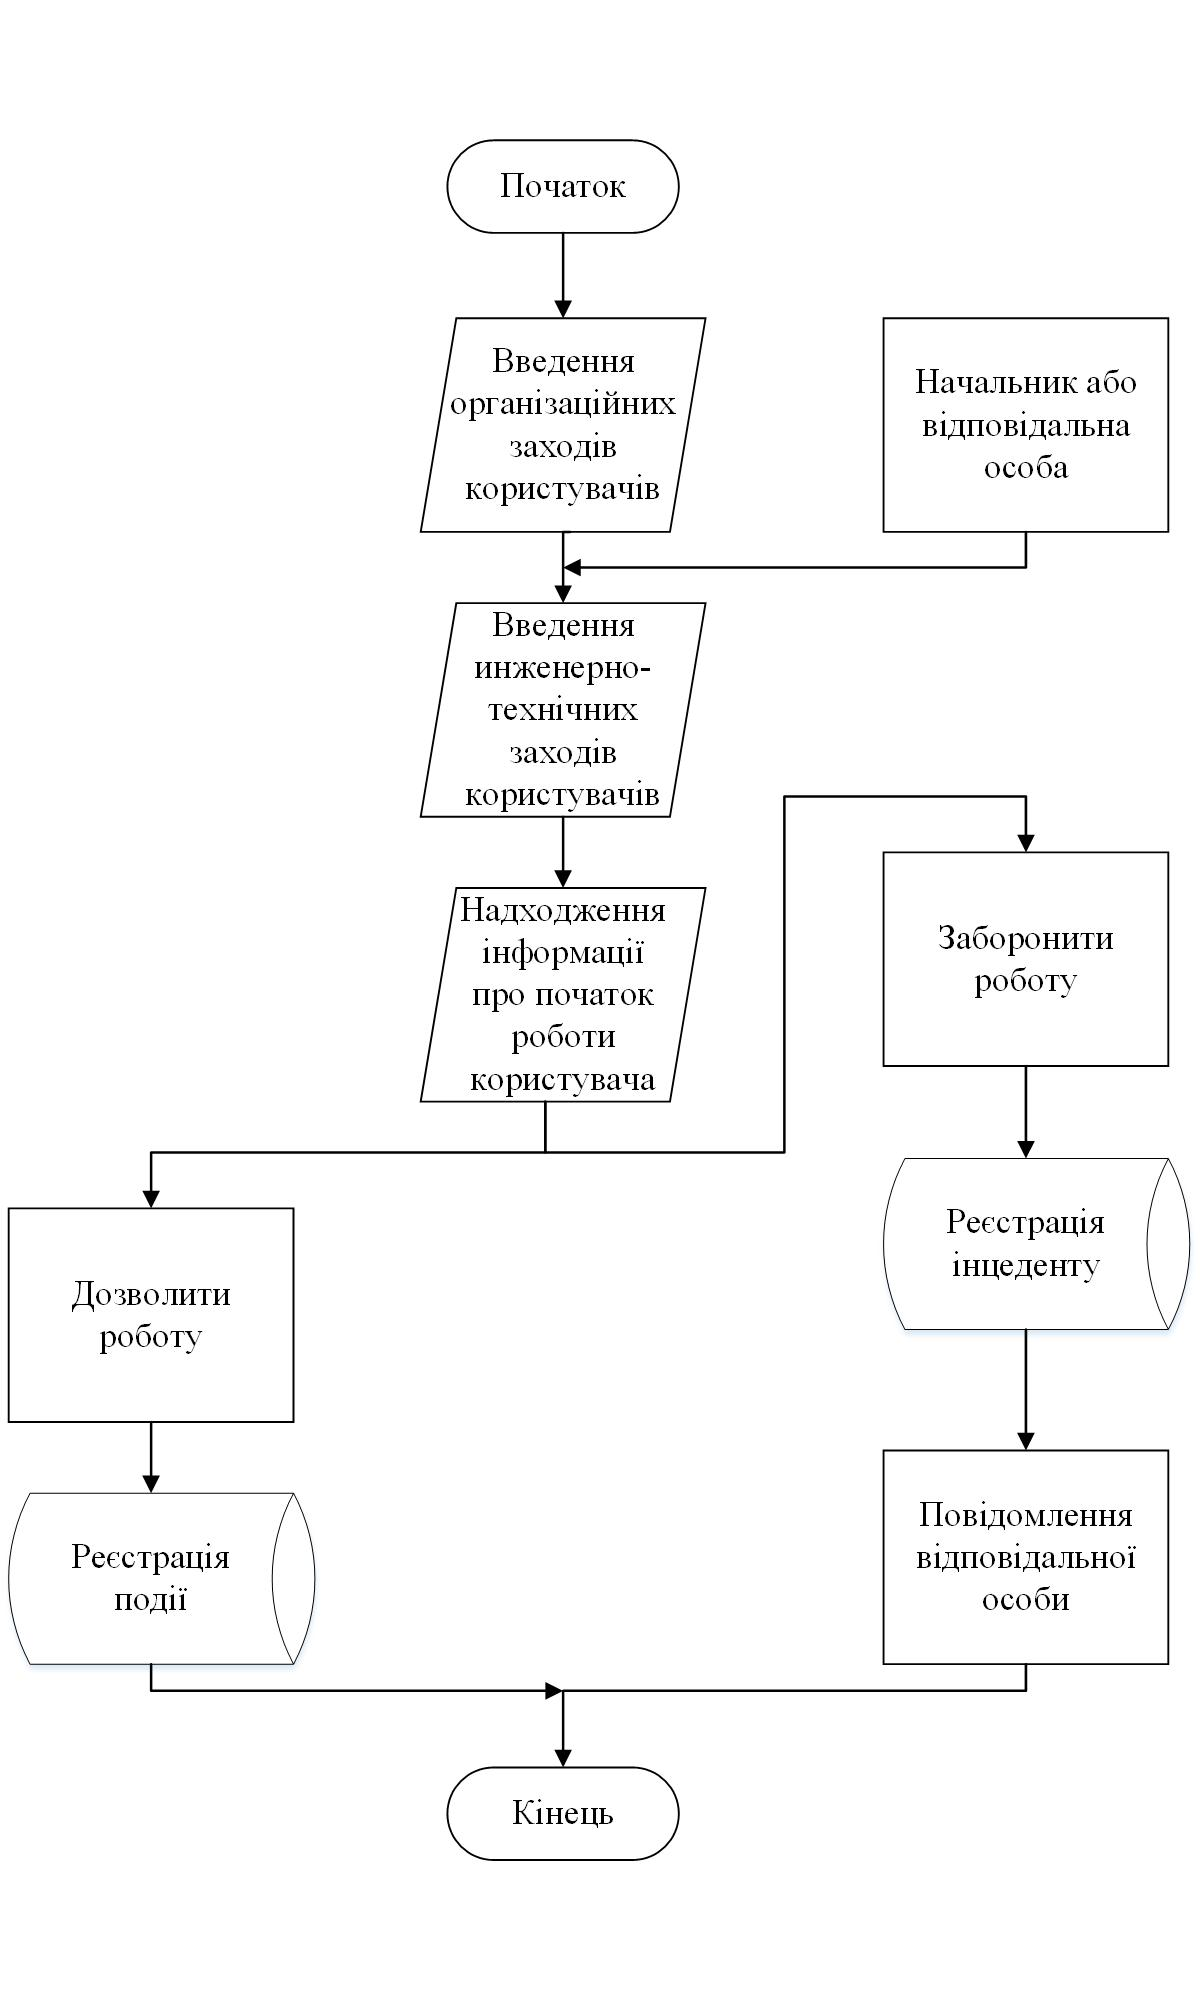 Початок
Введення
організаційних
заходів
користувачів
Начальник або
відповідальна
особа
Введення
инженерно-
технічних
заходів
користувачів
Надходження
інформації
про початок
роботи
користувача
Заборонити
роботу
Реєстрація
інцеденту
Дозволити
роботу
Повідомлення
відповідальної
особи
Реєстрація
події
Кінець